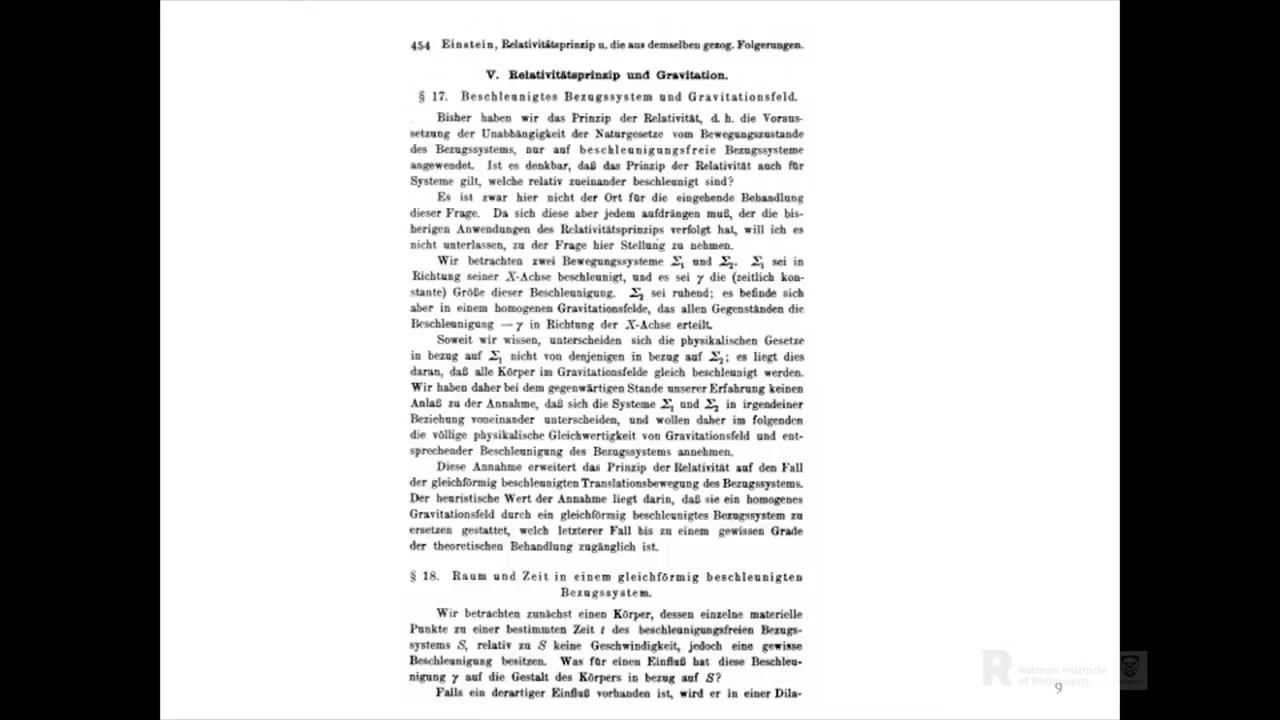 454 Einstein, Relativitätsprinzip u. die aus demselben gezog. Folgerungen.
V. Relativitätsprinzip und Gravitation.
§ 17. Beschleunigtes Bezugssystem und Gravitationsfeld.
Bisher haben wir das Prinzip der Relativität, d. h. die Voraus-
setzung der Unabhängigkeit der Naturgesetze vom Bewegungszustande
des Bezugssystems, nur auf beschleunigungsfreie Bezugssysteme
angewendet. Ist es denkbar, daß das Prinzip der Relativität auch für
Systeme gilt, welche relativ zueinander beschleunigt sind?
Es ist zwar hier nicht der Ort für die eingehende Behandlung
dieser Frage. Da sich diese aber jedem aufdrängen muß, der die bis-
herigen Anwendungen des Relativitätsprinzips verfolgt hat, will ich es
nicht unterlassen, zu der Frage hier Stellung zu nehmen.
Wir betrachten zwei Bewegungssysteme Σ₁ und Σ₂. Σ₁ sei in
Richtung seiner X-Achse beschleunigt, und es sei γ die (zeitlich kon-
stante) Größe dieser Beschleunigung. Σ₂ sei ruhend; es befinde sich
aber in einem homogenen Gravitationsfelde, das allen Gegenständen die
Beschleunigung —γ in Richtung der X-Achse erteilt.
Soweit wir wissen, unterscheiden sich die physikalischen Gesetze
in bezug auf Σ₁ nicht von denjenigen in bezug auf Σ₂; es liegt dies
daran, daß alle Körper im Gravitationsfelde gleich beschleunigt werden.
Wir haben daher bei dem gegenwärtigen Stande unserer Erfahrung keinen
Anlaß zu der Annahme, daß sich die Systeme Σ₁ und Σ₂ in irgendeiner
Beziehung voneinander unterscheiden, und wollen daher im folgenden
die völlige physikalische Gleichwertigkeit von Gravitationsfeld und ent-
sprechender Beschleunigung des Bezugssystems annehmen.
Diese Annahme erweitert das Prinzip der Relativität auf den Fall
der gleichförmig beschleunigten Translationsbewegung des Bezugssystems.
Der heuristische Wert der Annahme liegt darin, daß sie ein homogenes
Gravitationsfeld durch ein gleichförmig beschleunigtes Bezugssystem zu
ersetzen gestattet, welch letzterer Fall bis zu einem gewissen Grade
der theoretischen Behandlung zugänglich ist.
§ 18. Raum und Zeit in einem gleichförmig beschleunigten
Bezugssystem.
Wir betrachten zunächst einen Körper, dessen einzelne materielle
Punkte zu einer bestimmten Zeit t des beschleunigungsfreien Bezugs-
systems S, relativ zu S keine Geschwindigkeit, jedoch eine gewisse
Beschleunigung besitzen. Was für einen Einfluß hat diese Beschleu-
nigung γ auf die Gestalt des Körpers in bezug auf S?
Falls ein derartiger Einfluß vorhanden ist, wird er in einer Dila-
R Rotman Institute
of Philosophy
9